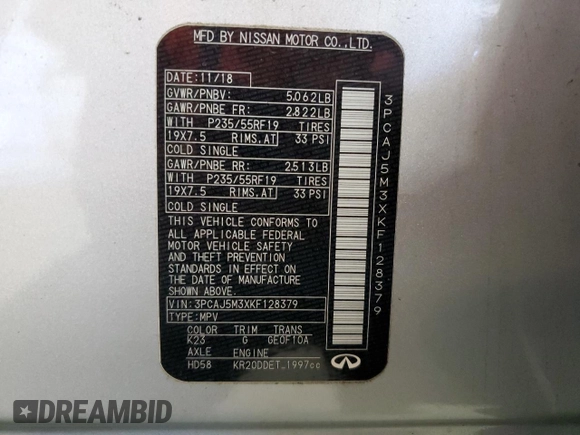 MFD BY NISSAN MOTOR CO.,LTD.
DATE: 11/18
GVWR/PNBV: 5.062LB
GAWR/PNBE FR: 2.822LB
WITH P235/55RF19 TIRES
19X7.5 RIMS.AT 33 PSI
COLD SINGLE
GAWR/PNBE RR: 2.513LB
WITH P235/55RF19 TIRES
19X7.5 RIMS.AT 33 PSI
COLD SINGLE
THIS VEHICLE CONFORMS TO
ALL APPLICABLE FEDERAL
MOTOR VEHICLE SAFETY
AND THEFT PREVENTION
STANDARDS IN EFFECT ON
THE DATE OF MANUFACTURE
SHOWN ABOVE.
VIN: 3PCAJ5M3XKF128379
TYPE: MPV
COLOR TRIM TRANS
K23 G GEOF10A
AXLE ENGINE
HD58 KR20DDET_1997cc
3PCAJ5M3XKF128379
DREAMBID